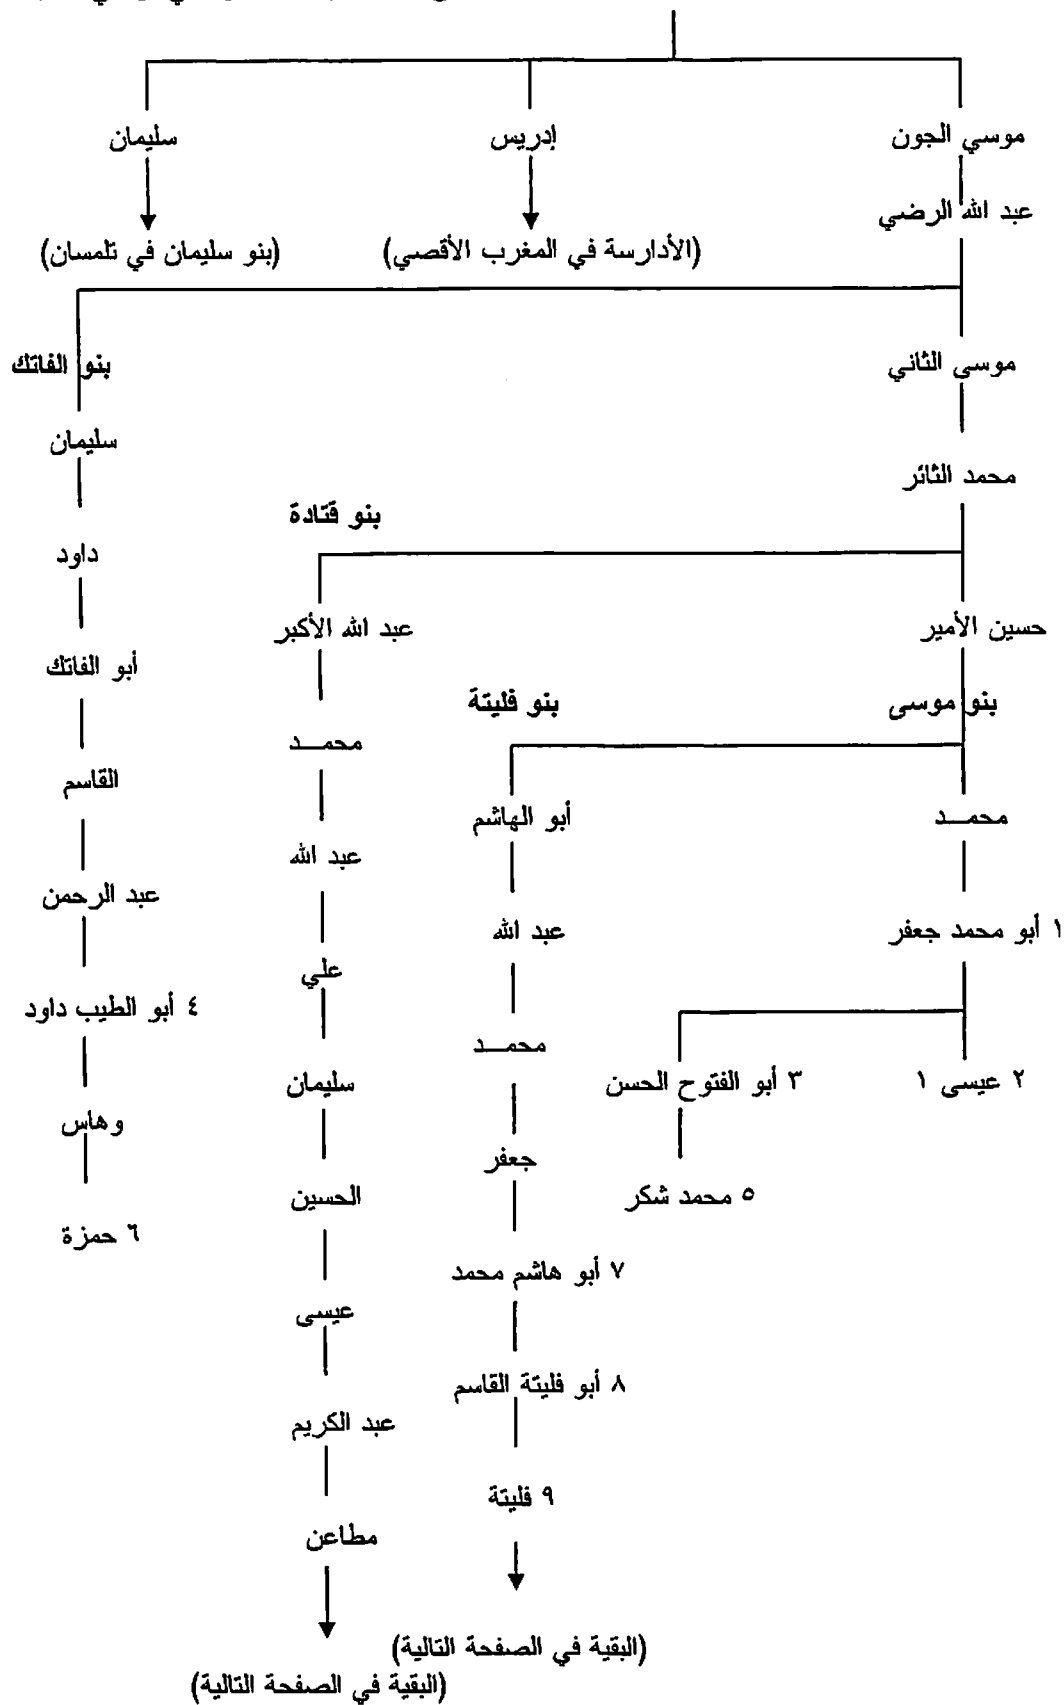 موسي الجون
إدريس
سليمان
عبد الله الرضي
(الأدارسة في المغرب الأقصي)
(بنو سليمان في تلمسان)
موسى الثاني
بنو الفاتك
سليمان
محمد الثائر
بنو قتادة
داود
حسين الأمير
عبد الله الأكبر
أبو الفاتك
بنو موسى
بنو فليتة
محمد
القاسم
محمد
أبو الهاشم
عبد الله
عبد الرحمن
١ أبو محمد جعفر
عبد الله
علي
٤ أبو الطيب داود
محمد
٢ عيسى ١
٣ أبو الفتوح الحسن
سليمان
وهاس
جعفر
٥ محمد شكر
الحسين
٦ حمزة
٧ أبو هاشم محمد
عيسى
٨ أبو فليتة القاسم
عبد الكريم
٩ فليتة
مطاعن
(البقية في الصفحة التالية)
(البقية في الصفحة التالية)